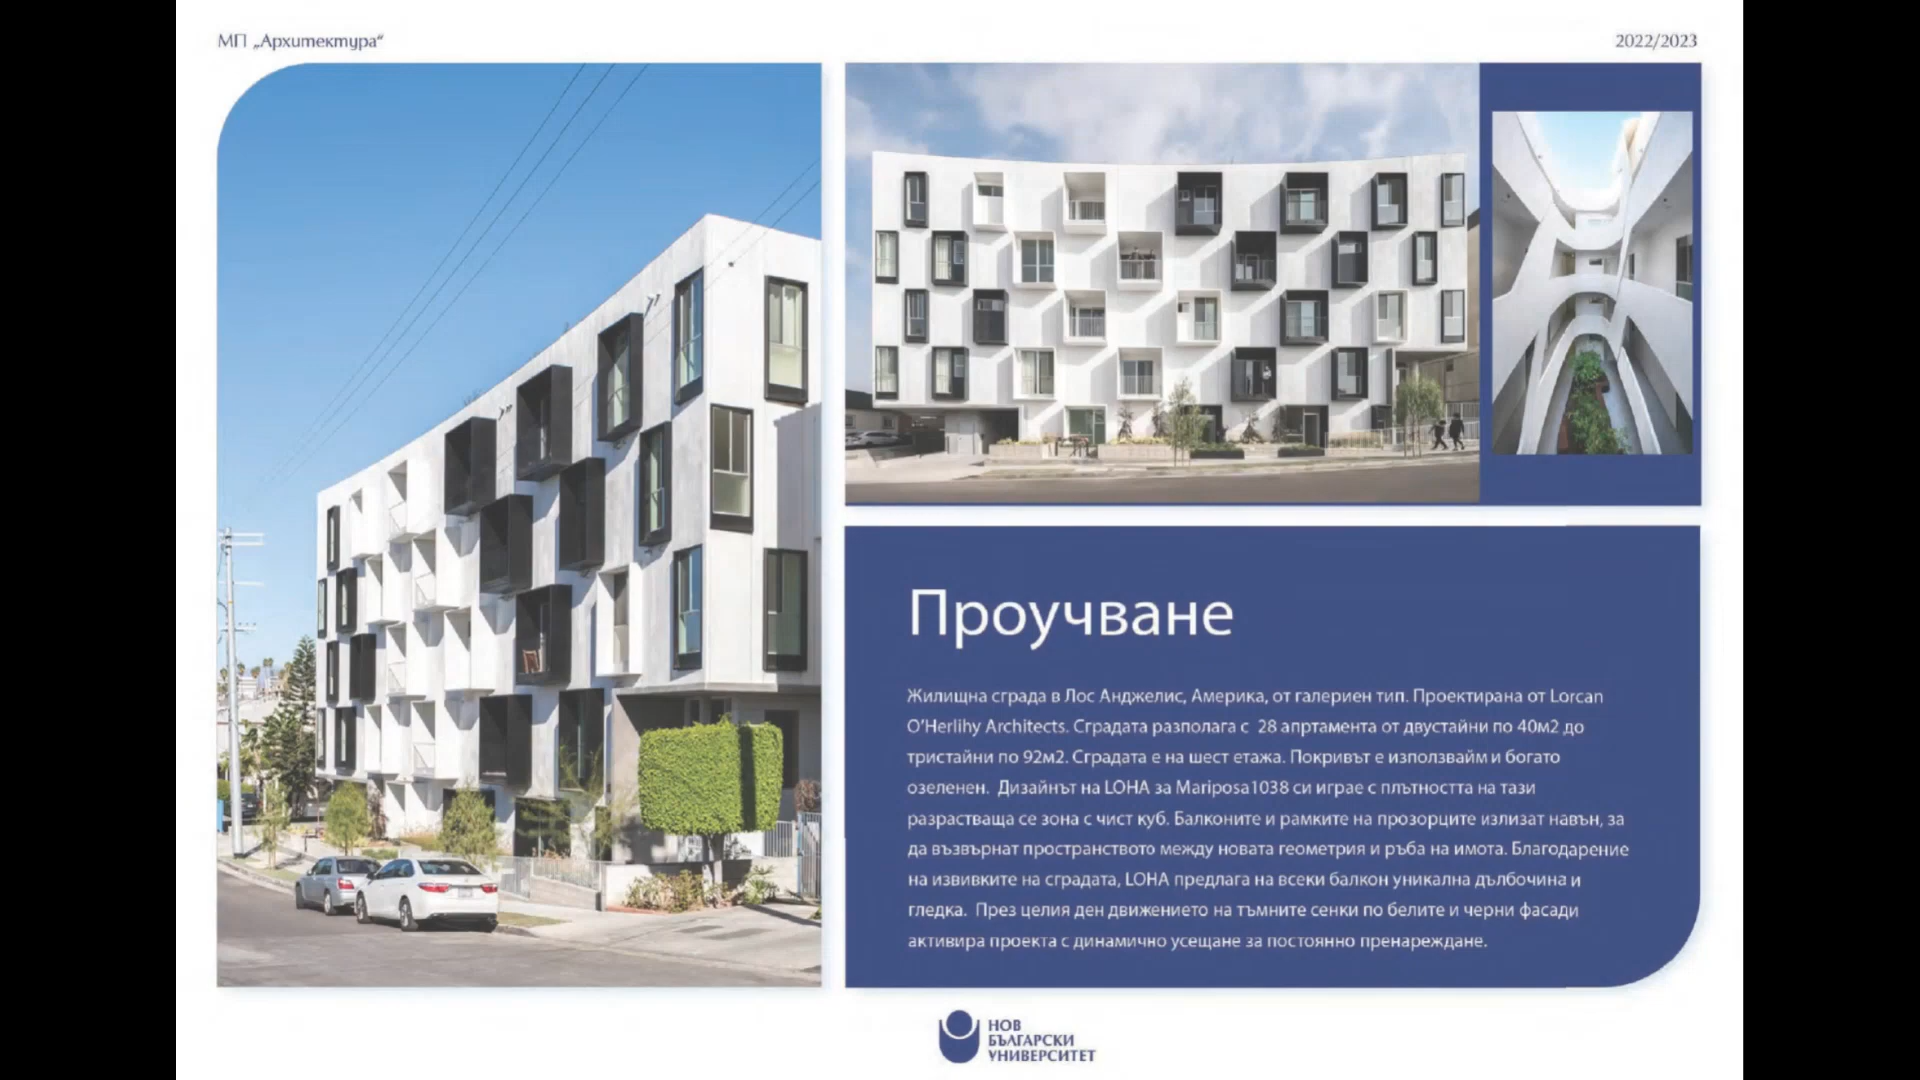 МП „Архитектура“
2022/2023
Проучване
Жилищна сграда в Лос Анджелис, Америка, от галериен тип. Проектирана от Lorcan
O’Herlihy Architects. Сградата разполага с 28 апртамента от двустайни по 40м2 до
тристайни по 92м2. Сградата е на шест етажа. Покривът е използвайм и богато
озеленен. Дизайнът на LOHA за Mariposa1038 си играе с плътността на тази
разрастваща се зона с чист куб. Балконите и рамките на прозорците излизат навън, за
да възвърнат пространството между новата геометрия и ръба на имота. Благодарение
на извивките на сградата, LOHA предлага на всеки балкон уникална дълбочина и
гледка. През целия ден движението на тъмните сенки по белите и черни фасади
активира проекта с динамично усещане за постоянно пренареждане.
НОВ
БЪЛГАРСКИ
УНИВЕРСИТЕТ